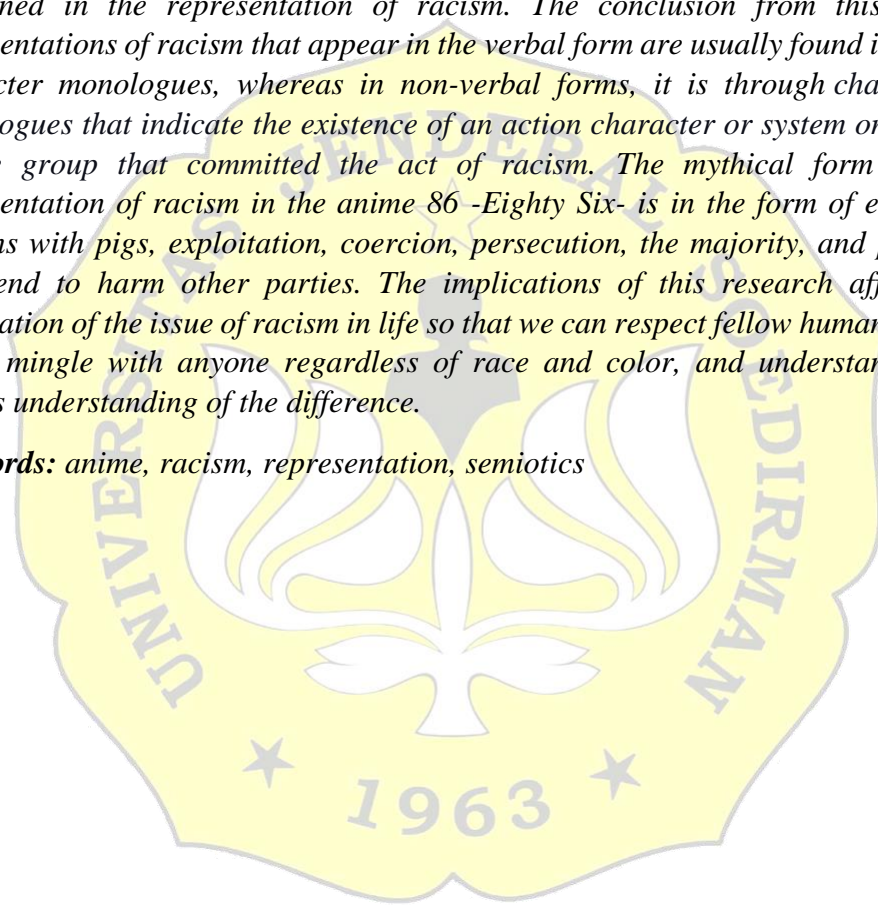 ned in the representation of racism. The conclusion from this
entations of racism that appear in the verbal form are usually found i
cter monologues, whereas in non-verbal forms, it is through cha
ogues that indicate the existence of an action character or system or
group that committed the act of racism. The mythical form
entation of racism in the anime 86 -Eighty Six- is in the form of e
ns with pigs, exploitation, coercion, persecution, the majority, and p
end to harm other parties. The implications of this research aff
ation of the issue of racism in life so that we can respect fellow human
mingle with anyone regardless of race and color, and understan
s understanding of the difference.
ords: anime, racism, representation, semiotics
UNIVERSITAS JENDERAL SOEDIRMAN
1963